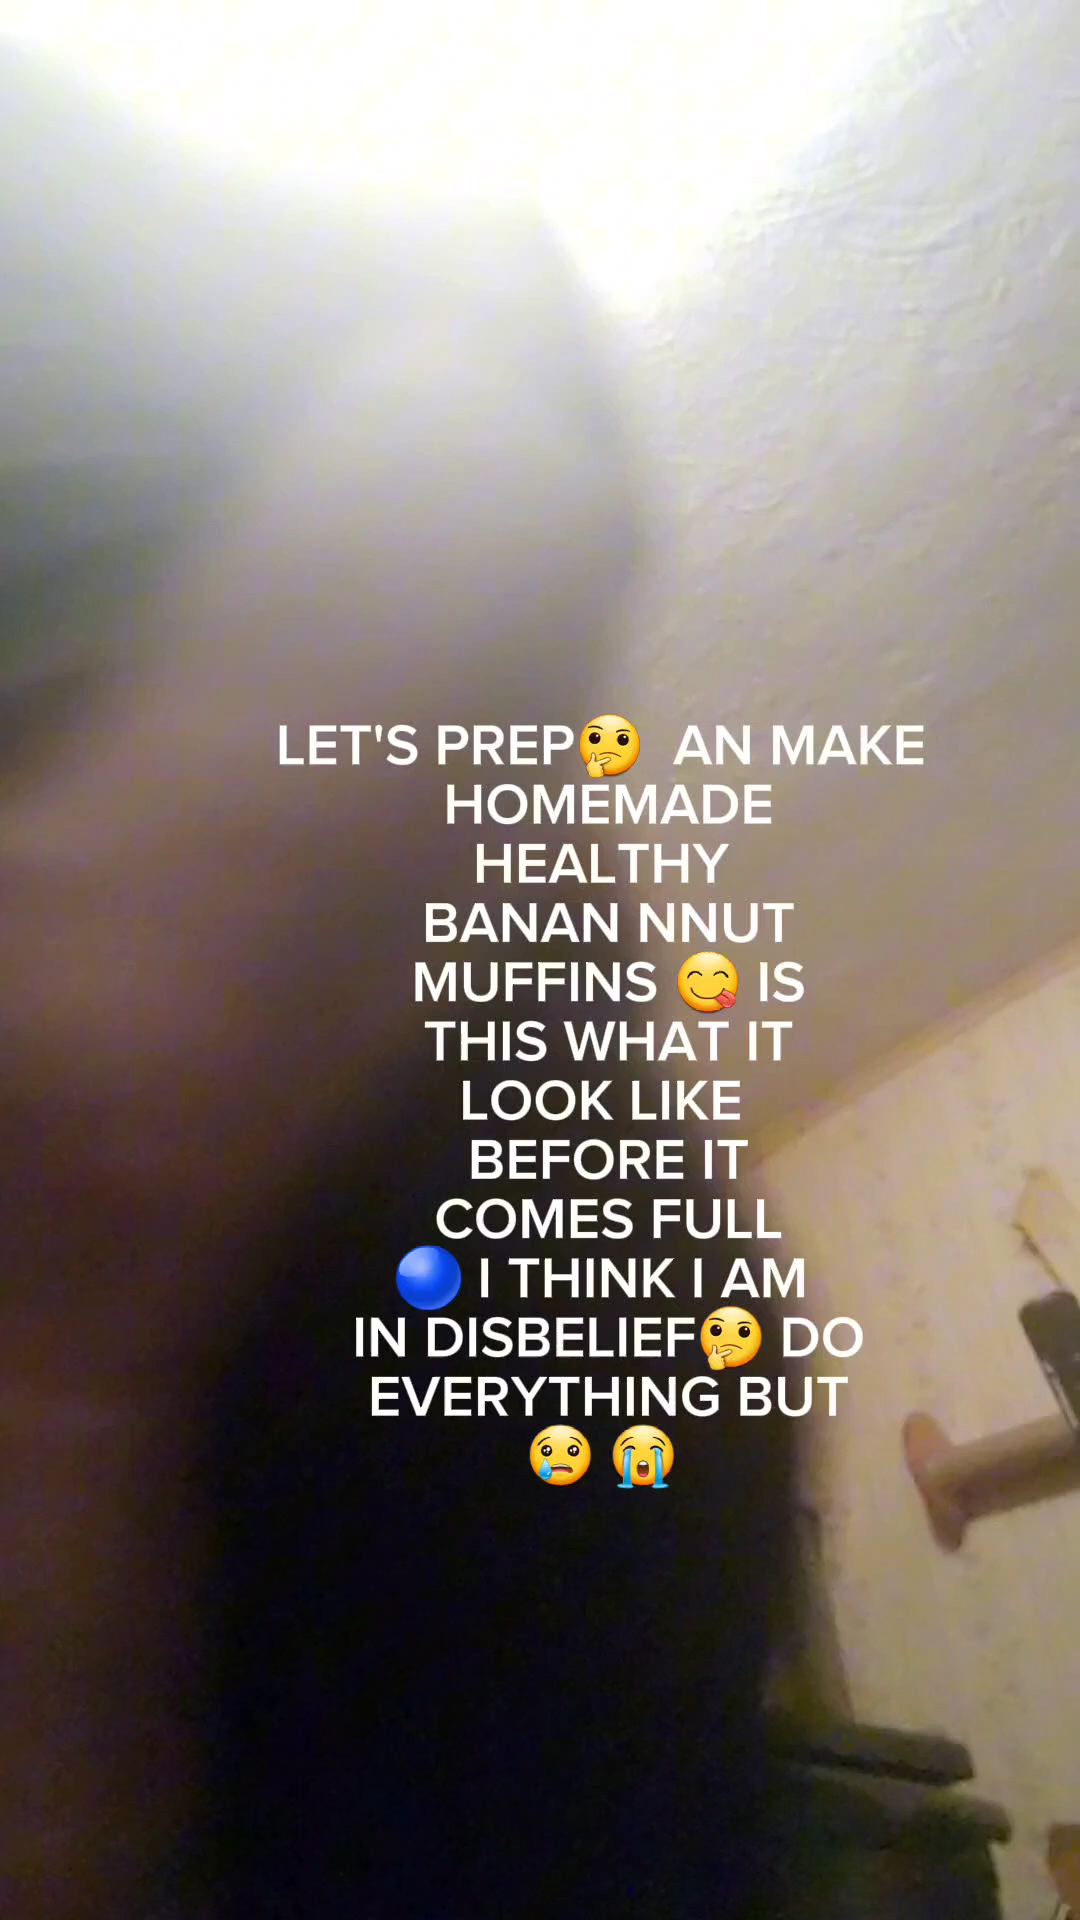 LET'S PREP🤔 AN MAKE
HOMEMADE
HEALTHY
BANAN NNUT
MUFFINS 😋 IS
THIS WHAT IT
LOOK LIKE
BEFORE IT
COMES FULL
🔵 I THINK I AM
IN DISBELIEF🤔 DO
EVERYTHING BUT
😢 😭